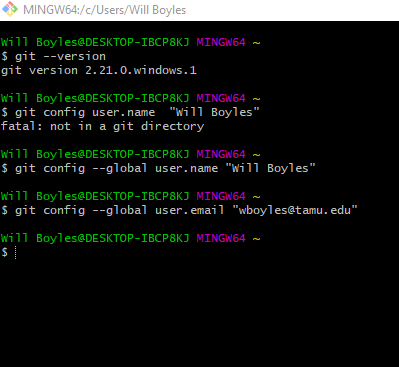 MINGW64:/c/Users/Will Boyles
Will Boyles@DESKTOP-IBCP8KJ MINGW64 ~
$ git --version
git version 2.21.0.windows.1
Will Boyles@DESKTOP-IBCP8KJ MINGW64 ~
$ git config user.name  "Will Boyles"
fatal: not in a git directory
Will Boyles@DESKTOP-IBCP8KJ MINGW64 ~
$ git config --global user.name "Will Boyles"
Will Boyles@DESKTOP-IBCP8KJ MINGW64 ~
$ git config --global user.email "wboyles@tamu.edu"
Will Boyles@DESKTOP-IBCP8KJ MINGW64 ~
$